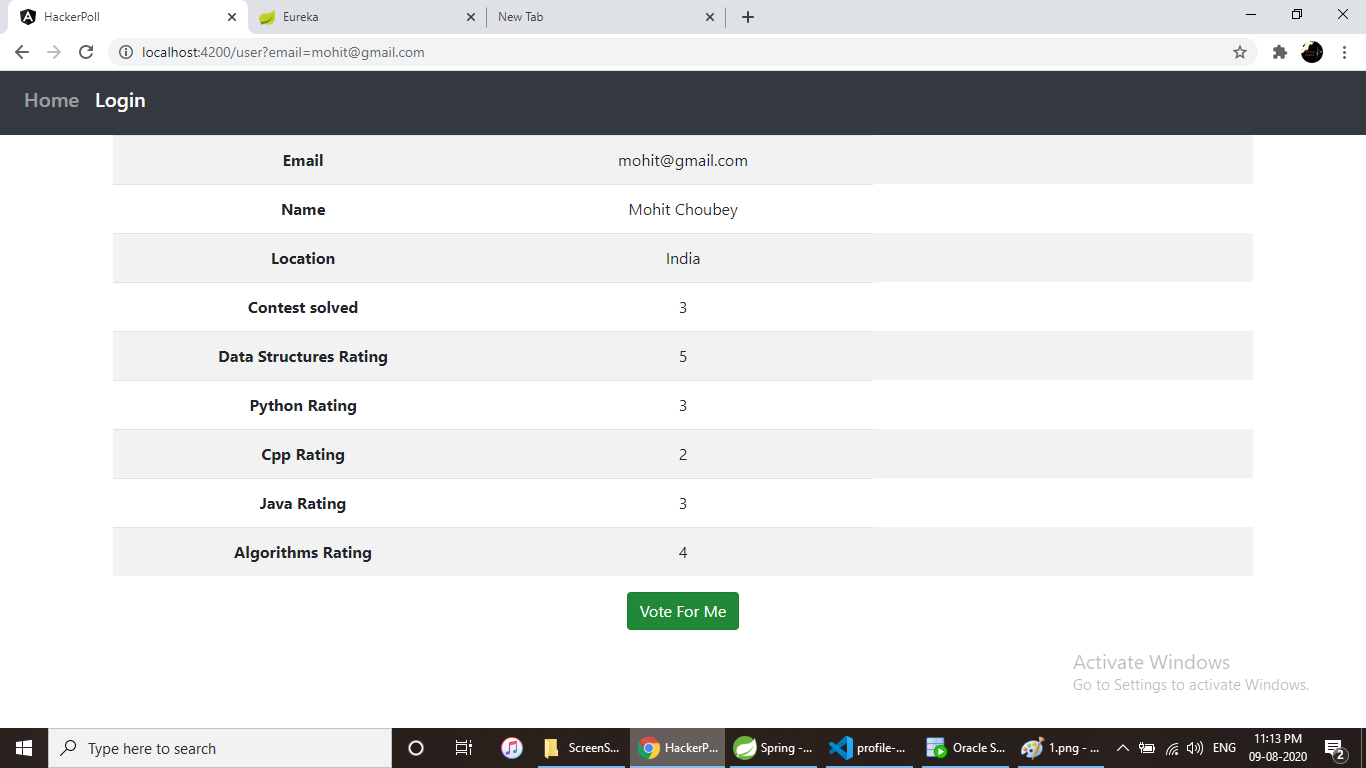 HackerPoll
Eureka
New Tab
localhost:4200/user?email=mohit@gmail.com
Home Login
Email mohit@gmail.com
Name Mohit Choubey
Location India
Contest solved 3
Data Structures Rating 5
Python Rating 3
Cpp Rating 2
Java Rating 3
Algorithms Rating 4
Vote For Me
Activate Windows
Go to Settings to activate Windows.
Type here to search
ScreenS...
HackerP...
Spring -...
profile-...
Oracle S...
1.png - ...
ENG
11:13 PM
09-08-2020
2